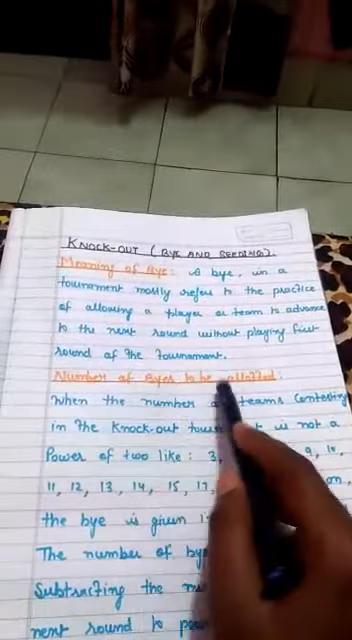 KNOCK-OUT (BYE AND SEEDING).
Meaning of Bye: A bye, in a
tournament mostly refers to the practice
of allowing a player or team to advance
to the next round without playing first
round of the tournament.
Number of Byes to be allotted.
When the number teams Contesting
in the Knock-out is not a
Power of two like: 3, 9, 10,
11, 12, 13, 14, 15, 17,
the bye is given
The number of
Subtracting the
next round to